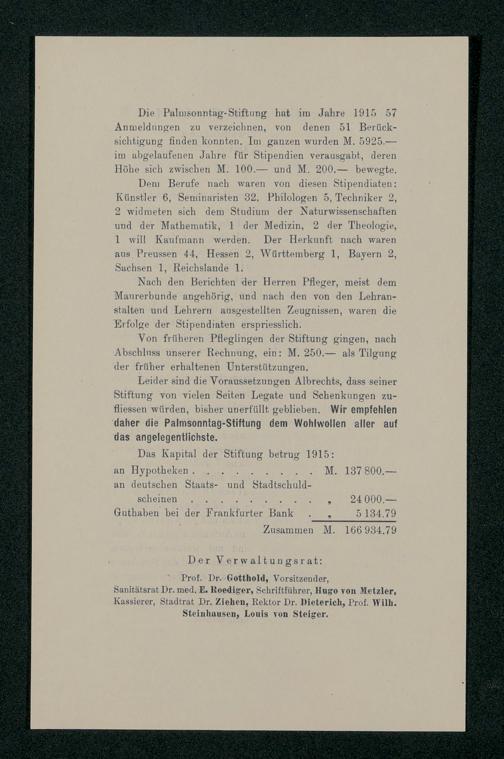 Die Palmsonntag-Stiftung hat im Jahre 1915 57
Anmeldungen zu verzeichnen, von denen 51 Berück-
sichtigung finden konnten. Im ganzen wurden M. 5925.—
im abgelaufenen Jahre für Stipendien verausgabt, deren
Höhe sich zwischen M. 100.— und M. 200.— bewegte.
Dem Berufe nach waren von diesen Stipendiaten:
Künstler 6, Seminaristen 32, Philologen 5, Techniker 2,
2 widmeten sich dem Studium der Naturwissenschaften
und der Mathematik, 1 der Medizin, 2 der Theologie,
1 will Kaufmann werden. Der Herkunft nach waren
aus Preussen 44, Hessen 2, Württemberg 1, Bayern 2,
Sachsen 1, Reichslande 1.
Nach den Berichten der Herren Pfleger, meist dem
Maurerbunde angehörig, und nach den von den Lehran-
stalten und Lehrern ausgestellten Zeugnissen, waren die
Erfolge der Stipendiaten erspriesslich.
Von früheren Pfleglingen der Stiftung gingen, nach
Abschluss unserer Rechnung, ein: M. 250.— als Tilgung
der früher erhaltenen Unterstützungen.
Leider sind die Voraussetzungen Albrechts, dass seiner
Stiftung von vielen Seiten Legate und Schenkungen zu-
fliessen würden, bisher unerfüllt geblieben. Wir empfehlen
daher die Palmsonntag-Stiftung dem Wohlwollen aller auf
das angelegentlichste.
Das Kapital der Stiftung betrug 1915:
an Hypotheken . . . . . . . . . M. 137 800.—
an deutschen Staats- und Stadtschuld-
scheinen . . . . . . . . . „ 24 000.—
Guthaben bei der Frankfurter Bank . „ 5 134.79
Zusammen M. 166 934.79
Der Verwaltungsrat:
Prof. Dr. Gotthold, Vorsitzender,
Sanitätsrat Dr. med. E. Roediger, Schriftführer, Hugo von Metzler,
Kassierer, Stadtrat Dr. Ziehen, Rektor Dr. Dieterich, Prof. Wilh.
Steinhausen, Louis von Steiger.